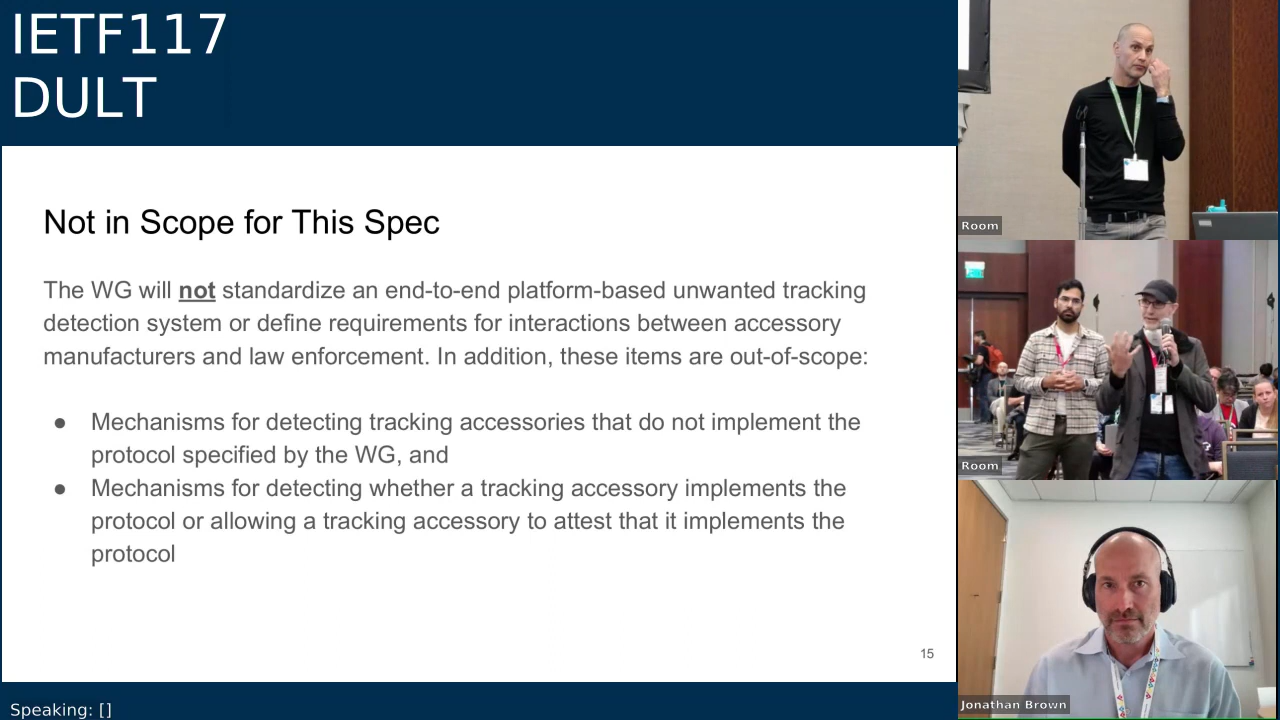 IETF117
DULT
Not in Scope for This Spec
The WG will not standardize an end-to-end platform-based unwanted tracking
detection system or define requirements for interactions between accessory
manufacturers and law enforcement. In addition, these items are out-of-scope:
● Mechanisms for detecting tracking accessories that do not implement the
protocol specified by the WG, and
● Mechanisms for detecting whether a tracking accessory implements the
protocol or allowing a tracking accessory to attest that it implements the
protocol
15
Speaking: []
Room
Room
Jonathan Brown